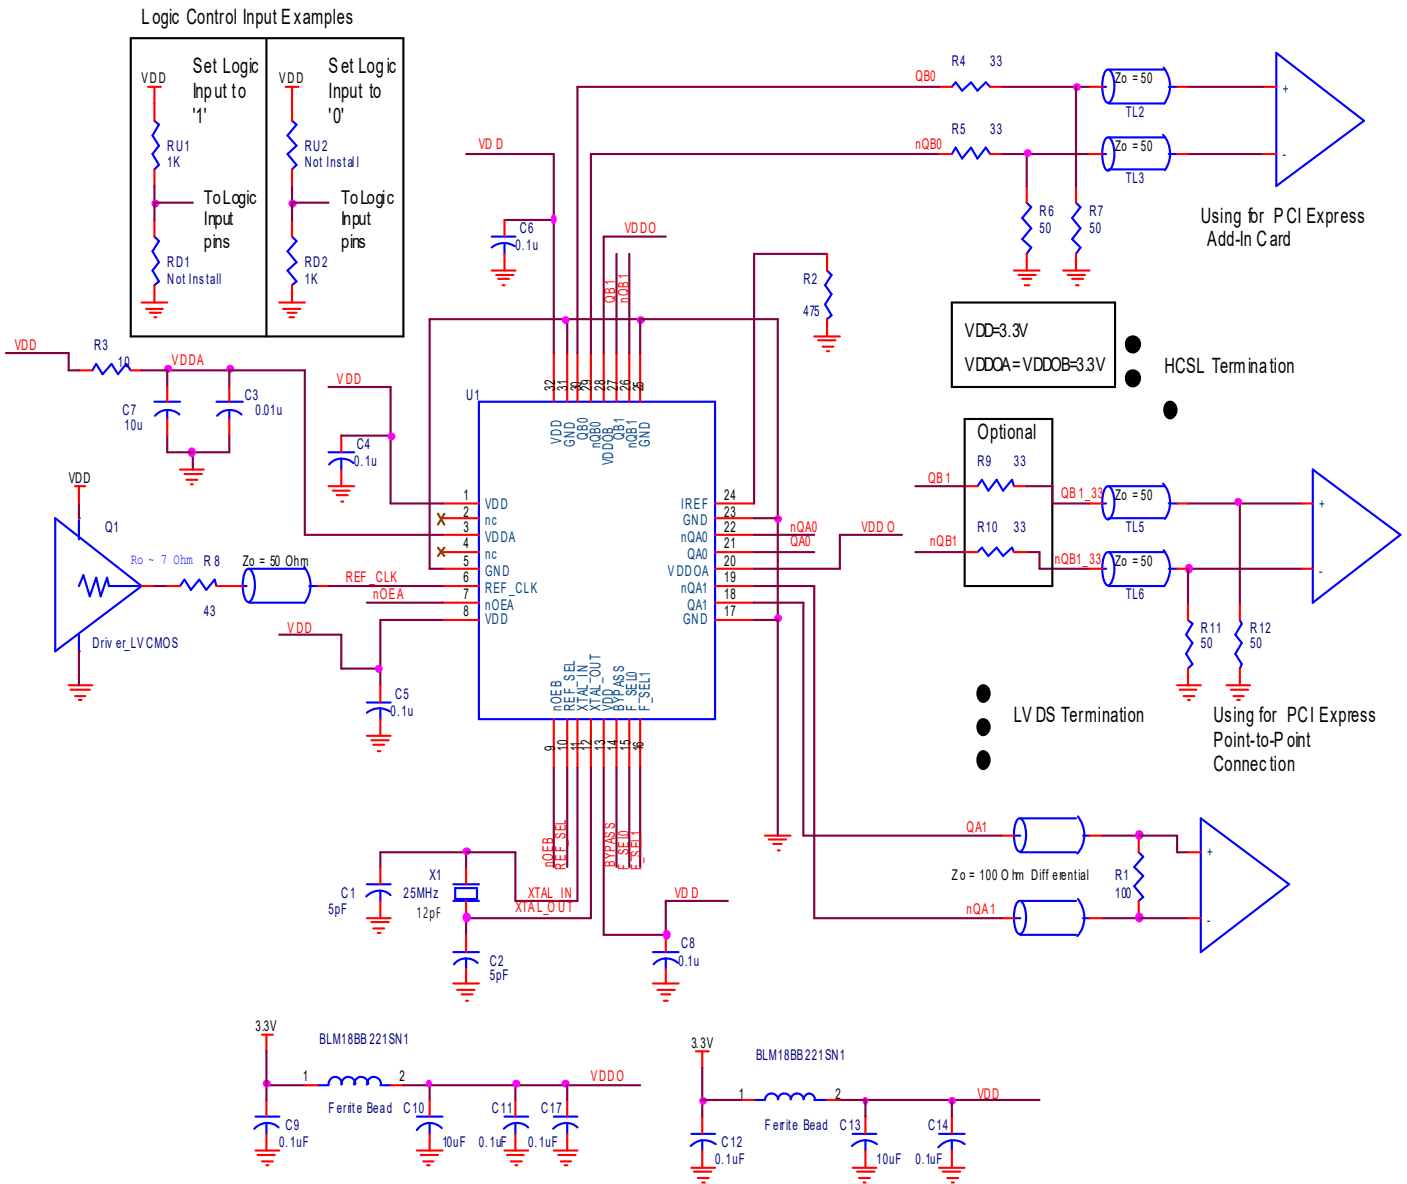 Logic Control Input Examples
VDD
Set Logic
Input to
'1'
RU1
1K
To Logic
Input
pins
RD1
Not Install
VDD
Set Logic
Input to
'0'
RU2
Not Install
To Logic
Input
pins
RD2
1K
VDD
C6
0.1u
VDDO
QB1
nQB1
R2
475
QB0
R4 33
nQB0
R5 33
Zo = 50
TL2
Zo = 50
TL3
+
-
R6
50
R7
50
Using for PCI Express
Add-In Card
VDD=3.3V
VDDOA=VDDOB=3.3V
HCSL Termination
VDD
R3
10
VDDA
C7
10u
C3
0.01u
VDD
C4
0.1u
U1
32 31 30 29 28 27 26 25
VDD
GND
QB0
nQB0
VDDOB
QB1
nQB1
GND
1 VDD
2 nc
3 VDDA
4 nc
5 GND
6 REF_CLK
7 nOEA
8 VDD
IREF 24
GND 23
nQA0 22
QA0 21
VDDOA 20
nQA1 19
QA1 18
GND 17
nQA0
QA0
VDDO
nOEB
REF_SEL
XTAL_IN
XTAL_OUT
VDD
BYPASS
F_SEL0
F_SEL1
9 10 11 12 13 14 15 16
VDD
Q1
Ro ~ 7 Ohm
R8
43
Zo = 50 Ohm
REF_CLK
nOEA
Driver_LVCMOS
VDD
C5
0.1u
Optional
QB1
R9 33
nQB1
R10 33
QB1_33
Zo = 50
TL5
nQB1_33
Zo = 50
TL6
+
-
R11
50
R12
50
LVDS Termination
Using for PCI Express
Point-to-Point
Connection
nOEB
REF_SEL
BYPASS
F_SEL0
F_SEL1
C1
5pF
X1
25MHz
12pF
XTAL_IN
XTAL_OUT
C2
5pF
VDD
C8
0.1u
QA1
Zo = 100 Ohm Differential
nQA1
R1
100
+
-
3.3V
BLM18BB221SN1
1 2
Ferrite Bead
VDDO
C9
0.1uF
C10
10uF
C11
0.1uF
C17
0.1uF
3.3V
BLM18BB221SN1
1 2
Ferrite Bead
VDD
C12
0.1uF
C13
10uF
C14
0.1uF